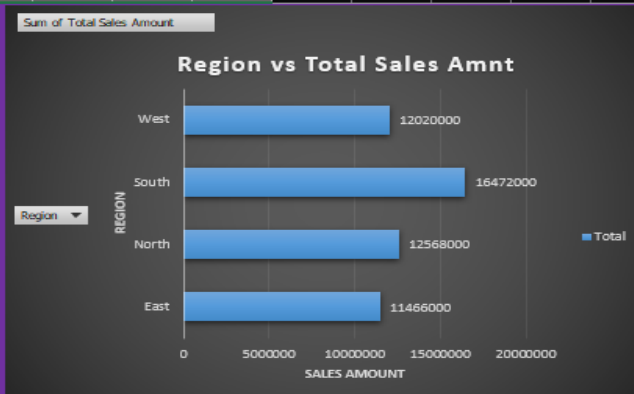 Sum of Total Sales Amount
Region vs Total Sales Amnt
West
12020000
South
16472000
Region
REGION
North
12568000
Total
East
11466000
0 5000000 10000000 15000000 20000000
SALES AMOUNT